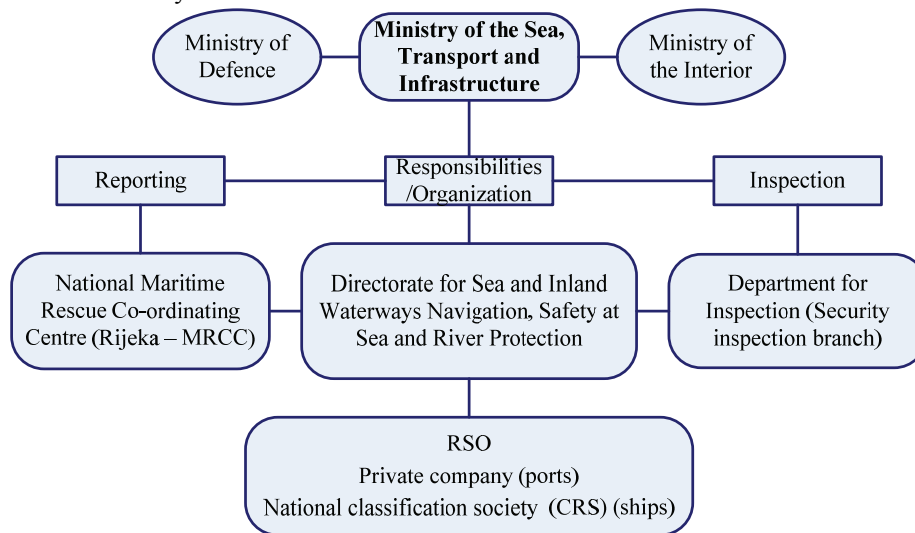 Ministry of
Defence
Ministry of the Sea,
Transport and
Infrastructure
Ministry of
the Interior
Reporting
Responsibilities
/Organization
Inspection
National Maritime
Rescue Co-ordinating
Centre (Rijeka – MRCC)
Directorate for Sea and Inland
Waterways Navigation, Safety at
Sea and River Protection
Department for
Inspection (Security
inspection branch)
RSO
Private company (ports)
National classification society (CRS) (ships)